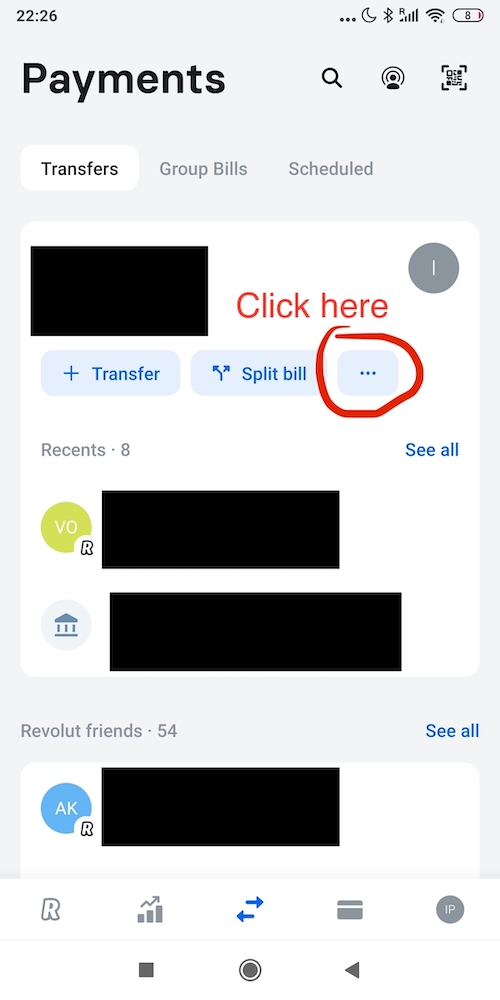 22:26
R
8
Payments
Transfers
Group Bills
Scheduled
I
Click here
Transfer
Split bill
Recents · 8
See all
VO
R
Revolut friends · 54
See all
AK
R
R
IP